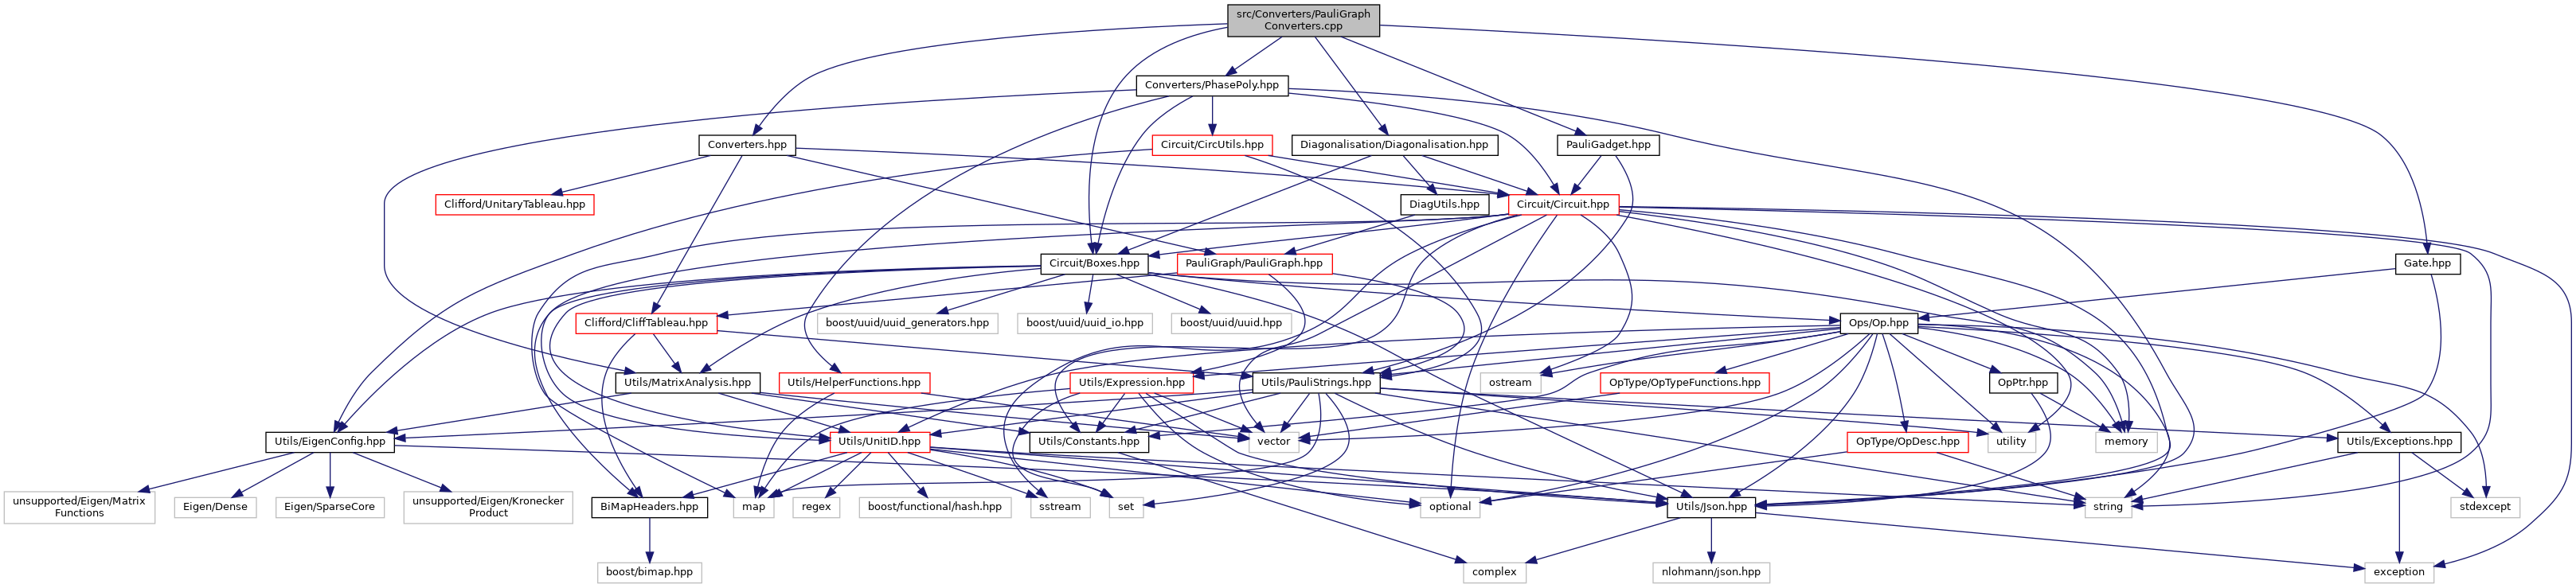 src/Converters/PauliGraph
Converters.cpp
Converters/PhasePoly.hpp
Converters.hpp
Circuit/CircUtils.hpp
Diagonalisation/Diagonalisation.hpp
PauliGadget.hpp
Clifford/UnitaryTableau.hpp
DiagUtils.hpp
Circuit/Circuit.hpp
Circuit/Boxes.hpp
PauliGraph/PauliGraph.hpp
Gate.hpp
Clifford/CliffTableau.hpp
boost/uuid/uuid_generators.hpp
boost/uuid/uuid_io.hpp
boost/uuid/uuid.hpp
Ops/Op.hpp
Utils/MatrixAnalysis.hpp
Utils/HelperFunctions.hpp
Utils/Expression.hpp
Utils/PauliStrings.hpp
ostream
OpType/OpTypeFunctions.hpp
OpPtr.hpp
Utils/EigenConfig.hpp
Utils/UnitID.hpp
Utils/Constants.hpp
vector
OpType/OpDesc.hpp
utility
memory
Utils/Exceptions.hpp
unsupported/Eigen/Matrix
Functions
Eigen/Dense
Eigen/SparseCore
unsupported/Eigen/Kronecker
Product
BiMapHeaders.hpp
map
regex
boost/functional/hash.hpp
sstream
set
optional
Utils/Json.hpp
string
stdexcept
boost/bimap.hpp
complex
nlohmann/json.hpp
exception